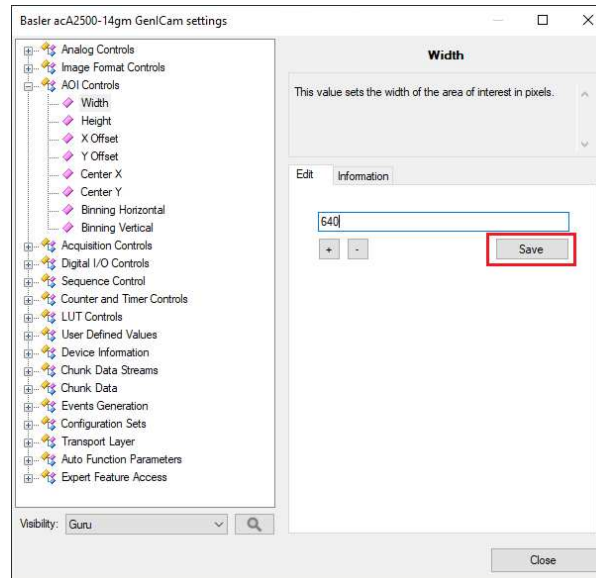 Basler acA2500-14gm GenICam settings
Analog Controls
Image Format Controls
AOI Controls
Width
Height
X Offset
Y Offset
Center X
Center Y
Binning Horizontal
Binning Vertical
Acquisition Controls
Digital I/O Controls
Sequence Control
Counter and Timer Controls
LUT Controls
User Defined Values
Device Information
Chunk Data Streams
Chunk Data
Events Generation
Configuration Sets
Transport Layer
Auto Function Parameters
Expert Feature Access
Visibility: Guru
Width
This value sets the width of the area of interest in pixels.
Edit Information
640
+ - Save
Close